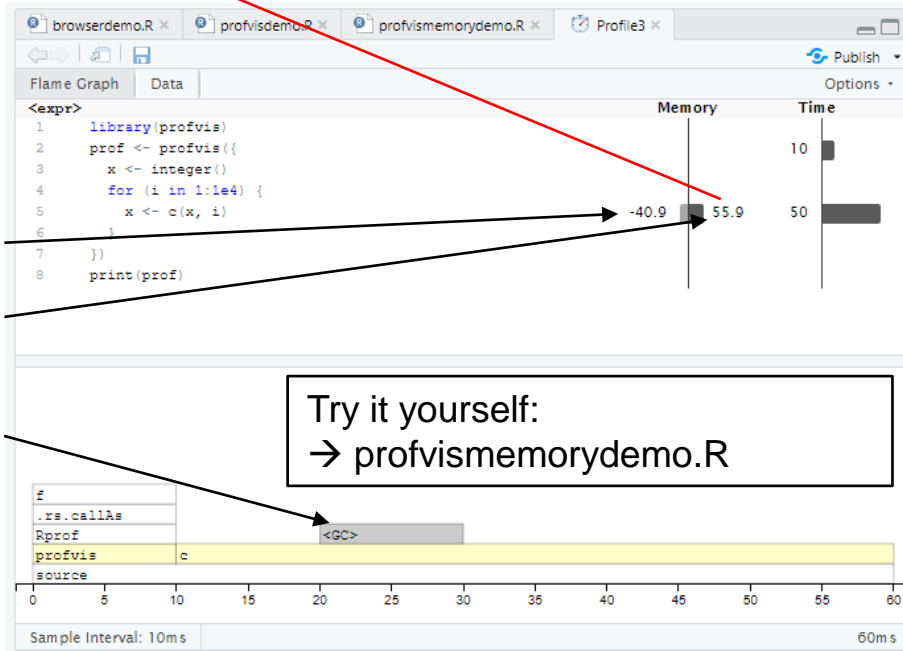 browserdemo.R × profvisdemo.R × profvismemorydemo.R × Profile3 ×
Publish
Flame Graph Data Options
<expr> Memory Time
1 library(profvis)
2 prof <- profvis({ 10
3 x <- integer()
4 for (i in 1:1e4) {
5 x <- c(x, i) -40.9 55.9 50
6 }
7 })
8 print(prof)
Try it yourself:
→ profvismemorydemo.R
f
.rs.callAs
Rprof <GC>
profvis c
source
0 5 10 15 20 25 30 35 40 45 50 55 60
Sample Interval: 10ms 60ms